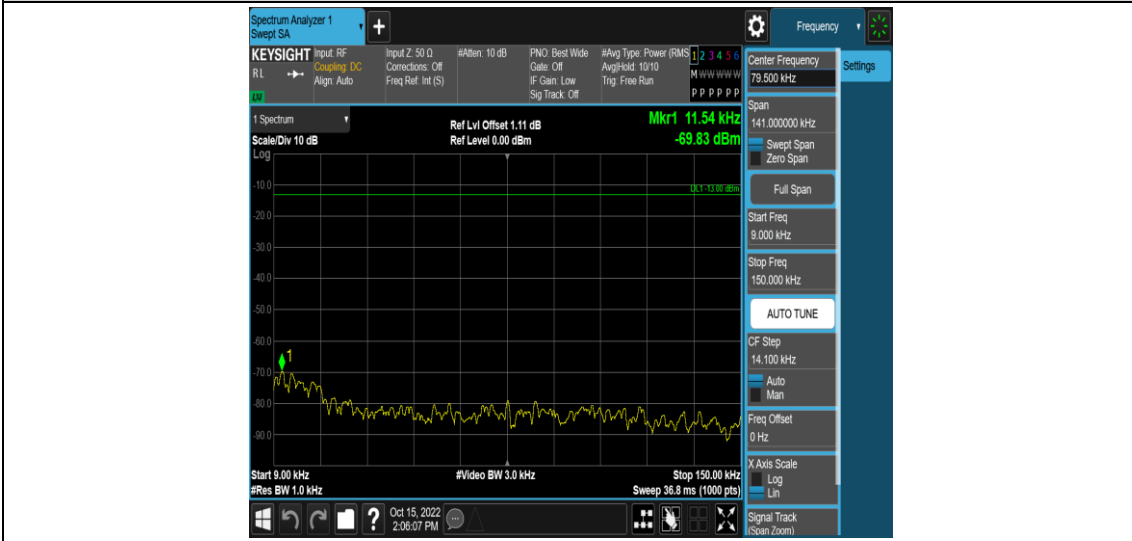 Spectrum Analyzer 1
Swept SA
+
Frequency
KEYSIGHT
RL
LXI
Input: RF
Coupling: DC
Align: Auto
Input Z: 50 Ω
Corrections: Off
Freq Ref: Int (S)
#Atten: 10 dB
PNO: Best Wide
Gate: Off
IF Gain: Low
Sig Track: Off
#Avg Type: Power (RMS
Avg|Hold: 10/10
Trig: Free Run
1 2 3 4 5 6
M W W W W W
P P P P P P
1 Spectrum
Scale/Div 10 dB
Log
Ref Lvl Offset 1.11 dB
Ref Level 0.00 dBm
Mkr1 11.54 kHz
-69.83 dBm
DL1 -13.00 dBm
-10.0
-20.0
-30.0
-40.0
-50.0
-60.0
-70.0
-80.0
-90.0
1
Start 9.00 kHz
#Res BW 1.0 kHz
#Video BW 3.0 kHz
Stop 150.00 kHz
Sweep 36.8 ms (1000 pts)
Center Frequency
79.500 kHz
Settings
Span
141.000000 kHz
Swept Span
Zero Span
Full Span
Start Freq
9.000 kHz
Stop Freq
150.000 kHz
AUTO TUNE
CF Step
14.100 kHz
Auto
Man
Freq Offset
0 Hz
X Axis Scale
Log
Lin
Signal Track
(Span Zoom)
?
Oct 15, 2022
2:06:07 PM